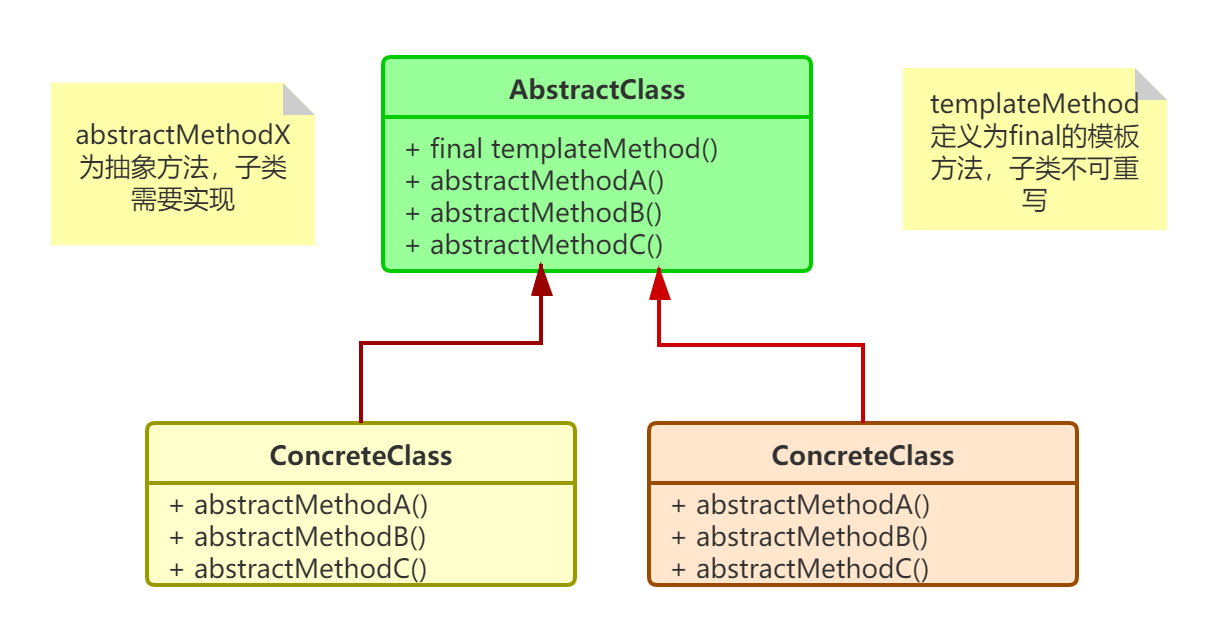 abstractMethodX
为抽象方法，子类
需要实现
AbstractClass
+ final templateMethod()
+ abstractMethodA()
+ abstractMethodB()
+ abstractMethodC()
templateMethod
定义为final的模板
方法，子类不可重
写
ConcreteClass
+ abstractMethodA()
+ abstractMethodB()
+ abstractMethodC()
ConcreteClass
+ abstractMethodA()
+ abstractMethodB()
+ abstractMethodC()